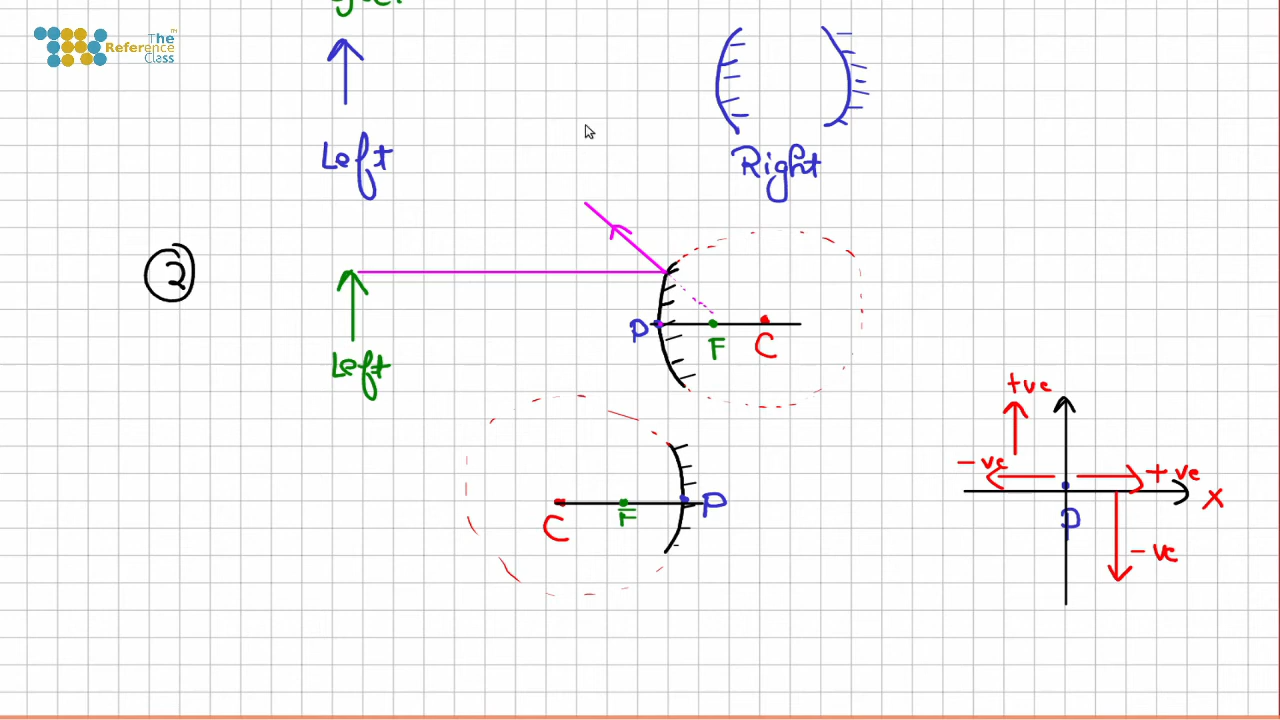 The
Reference
Class
Left
Right
2
P
F
C
Left
C
F
P
+ve
-ve
+ve
X
P
-ve